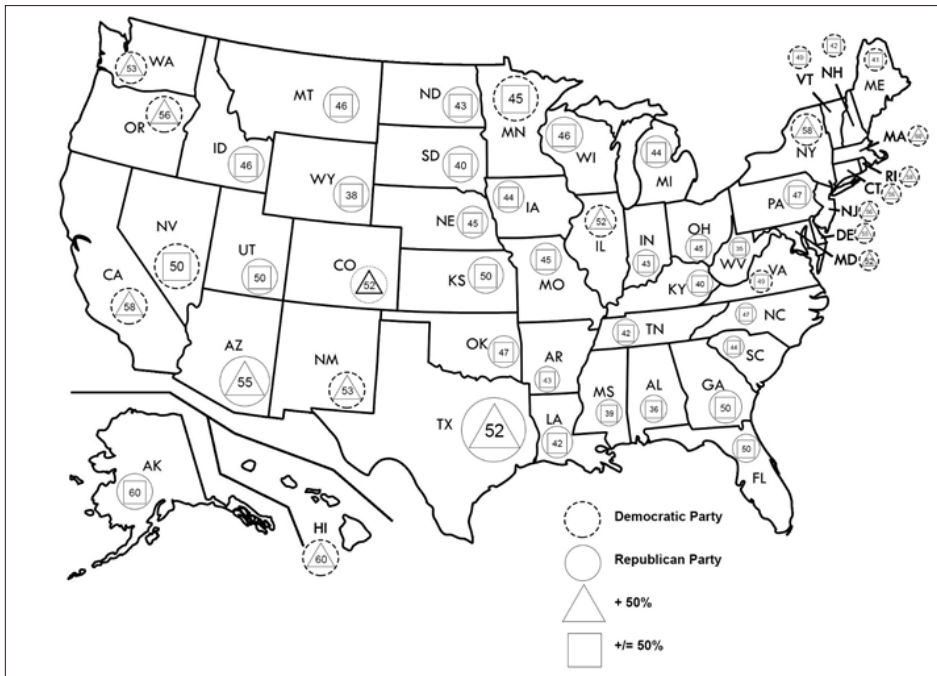 WA
53
OR
56
ID
46
MT
46
ND
43
MN
45
WI
46
MI
44
SD
40
WY
38
NE
45
IA
44
IL
52
IN
43
OH
45
PA
47
NY
58
VT
NH
42
ME
41
MA
RI
CT
NJ
DE
MD
WV
VA
49
KY
40
NC
47
TN
42
SC
44
GA
50
AL
36
MS
39
LA
42
AR
43
MO
45
KS
50
OK
47
TX
52
NM
53
CO
52
UT
50
NV
50
CA
58
AZ
55
FL
50
AK
60
HI
60
Democratic Party
Republican Party
+ 50%
+/= 50%